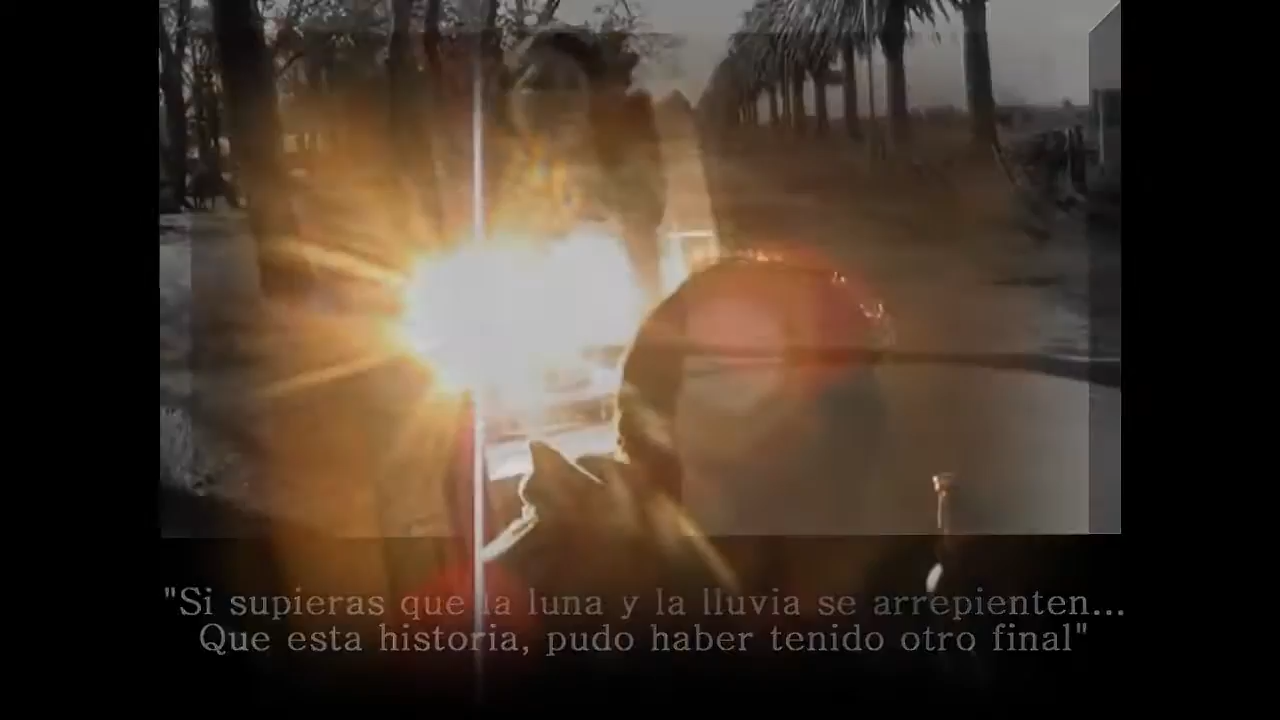 "Si supieras que la luna y la lluvia se arrepienten...
Que esta historia, pudo haber tenido otro final"